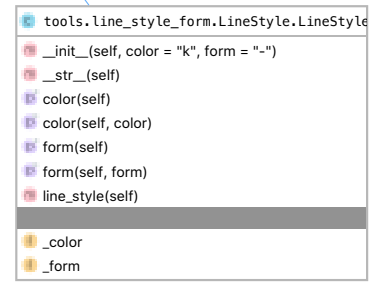 tools.line_style_form.LineStyle.LineStyle
__init__(self, color = "k", form = "-")
__str__(self)
color(self)
color(self, color)
form(self)
form(self, form)
line_style(self)
_color
_form